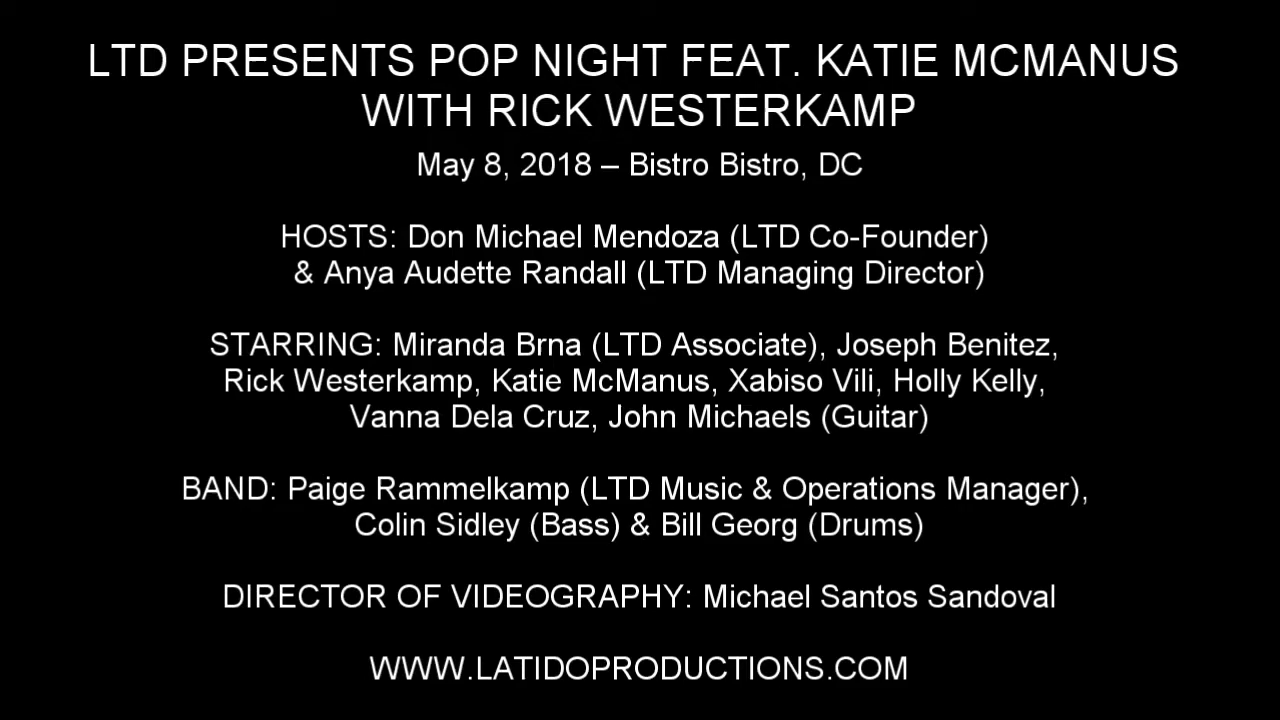 LTD PRESENTS POP NIGHT FEAT. KATIE MCMANUS
WITH RICK WESTERKAMP
May 8, 2018 – Bistro Bistro, DC
HOSTS: Don Michael Mendoza (LTD Co-Founder)
& Anya Audette Randall (LTD Managing Director)
STARRING: Miranda Brna (LTD Associate), Joseph Benitez,
Rick Westerkamp, Katie McManus, Xabiso Vili, Holly Kelly,
Vanna Dela Cruz, John Michaels (Guitar)
BAND: Paige Rammelkamp (LTD Music & Operations Manager),
Colin Sidley (Bass) & Bill Georg (Drums)
DIRECTOR OF VIDEOGRAPHY: Michael Santos Sandoval
WWW.LATIDOPRODUCTIONS.COM